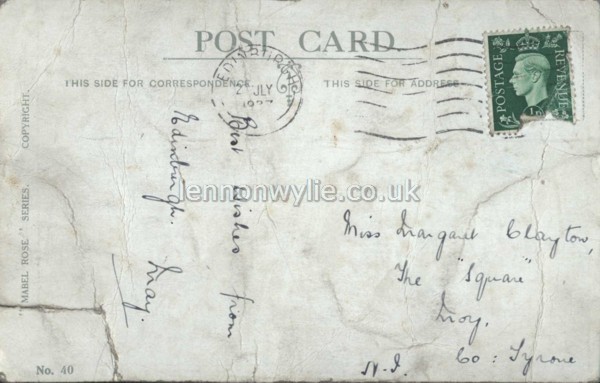 POST CARD
THIS SIDE FOR CORRESPONDENCE.
THIS SIDE FOR ADDRESS.
EDINBURGH
JLY
POSTAGE
REVENUE
Best Wishes from
Edinburgh.
May.
lennonwylie.co.uk
Miss Margaret Clayton,
The "Square"
Moy,
Co: Tyrone
N.I.
"MABEL ROSE" SERIES. COPYRIGHT.
No. 40